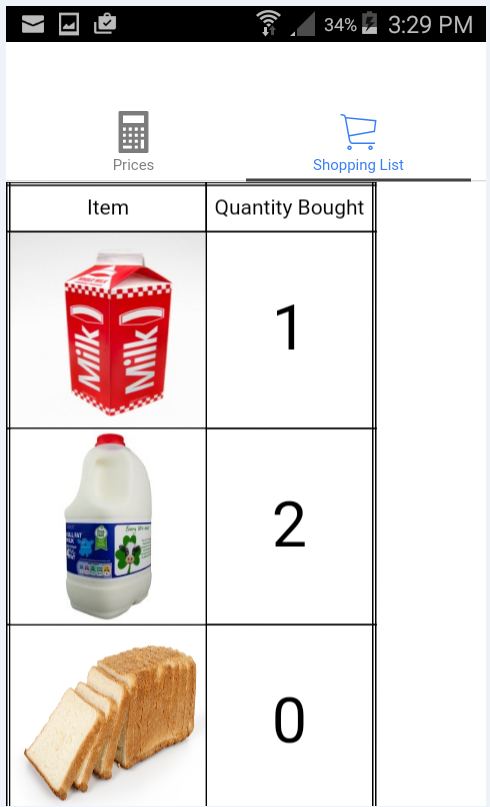 34% 3:29 PM
Prices
Shopping List
Item
Quantity Bought
Milk
Milk
1
2
0